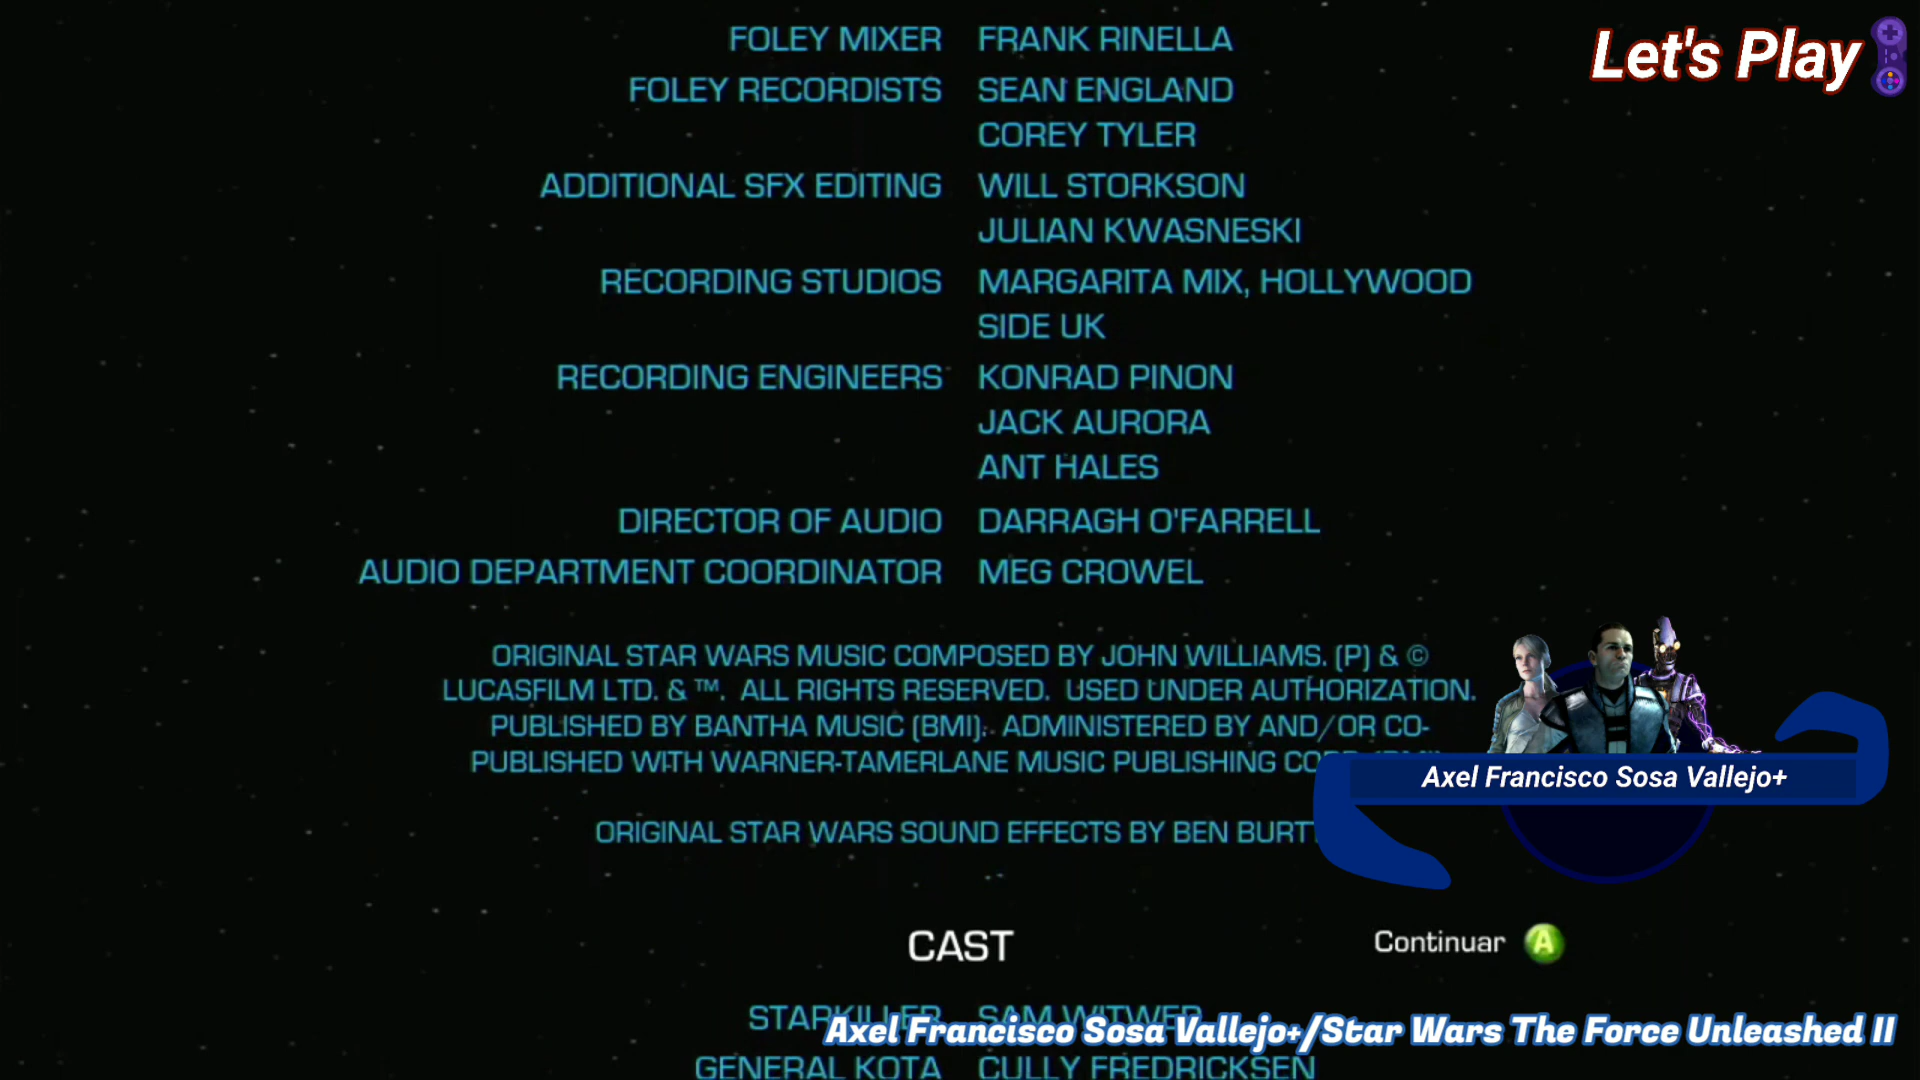 Let's Play
FOLEY MIXER FRANK RINELLA
FOLEY RECORDISTS SEAN ENGLAND
COREY TYLER
ADDITIONAL SFX EDITING WILL STORKSON
JULIAN KWASNESKI
RECORDING STUDIOS MARGARITA MIX, HOLLYWOOD
SIDE UK
RECORDING ENGINEERS KONRAD PINON
JACK AURORA
ANT HALES
DIRECTOR OF AUDIO DARRAGH O'FARRELL
AUDIO DEPARTMENT COORDINATOR MEG CROWEL
ORIGINAL STAR WARS MUSIC COMPOSED BY JOHN WILLIAMS. (P) & ©
LUCASFILM LTD. & ™. ALL RIGHTS RESERVED. USED UNDER AUTHORIZATION.
PUBLISHED BY BANTHA MUSIC (BMI). ADMINISTERED BY AND/OR CO-
PUBLISHED WITH WARNER-TAMERLANE MUSIC PUBLISHING
Axel Francisco Sosa Vallejo+
ORIGINAL STAR WARS SOUND EFFECTS BY BEN BURTT
CAST
Continuar A
STARKILLER SAM WITWER
Axel Francisco Sosa Vallejo+/Star Wars The Force Unleashed II
GENERAL KOTA CULLY FREDRICKSEN